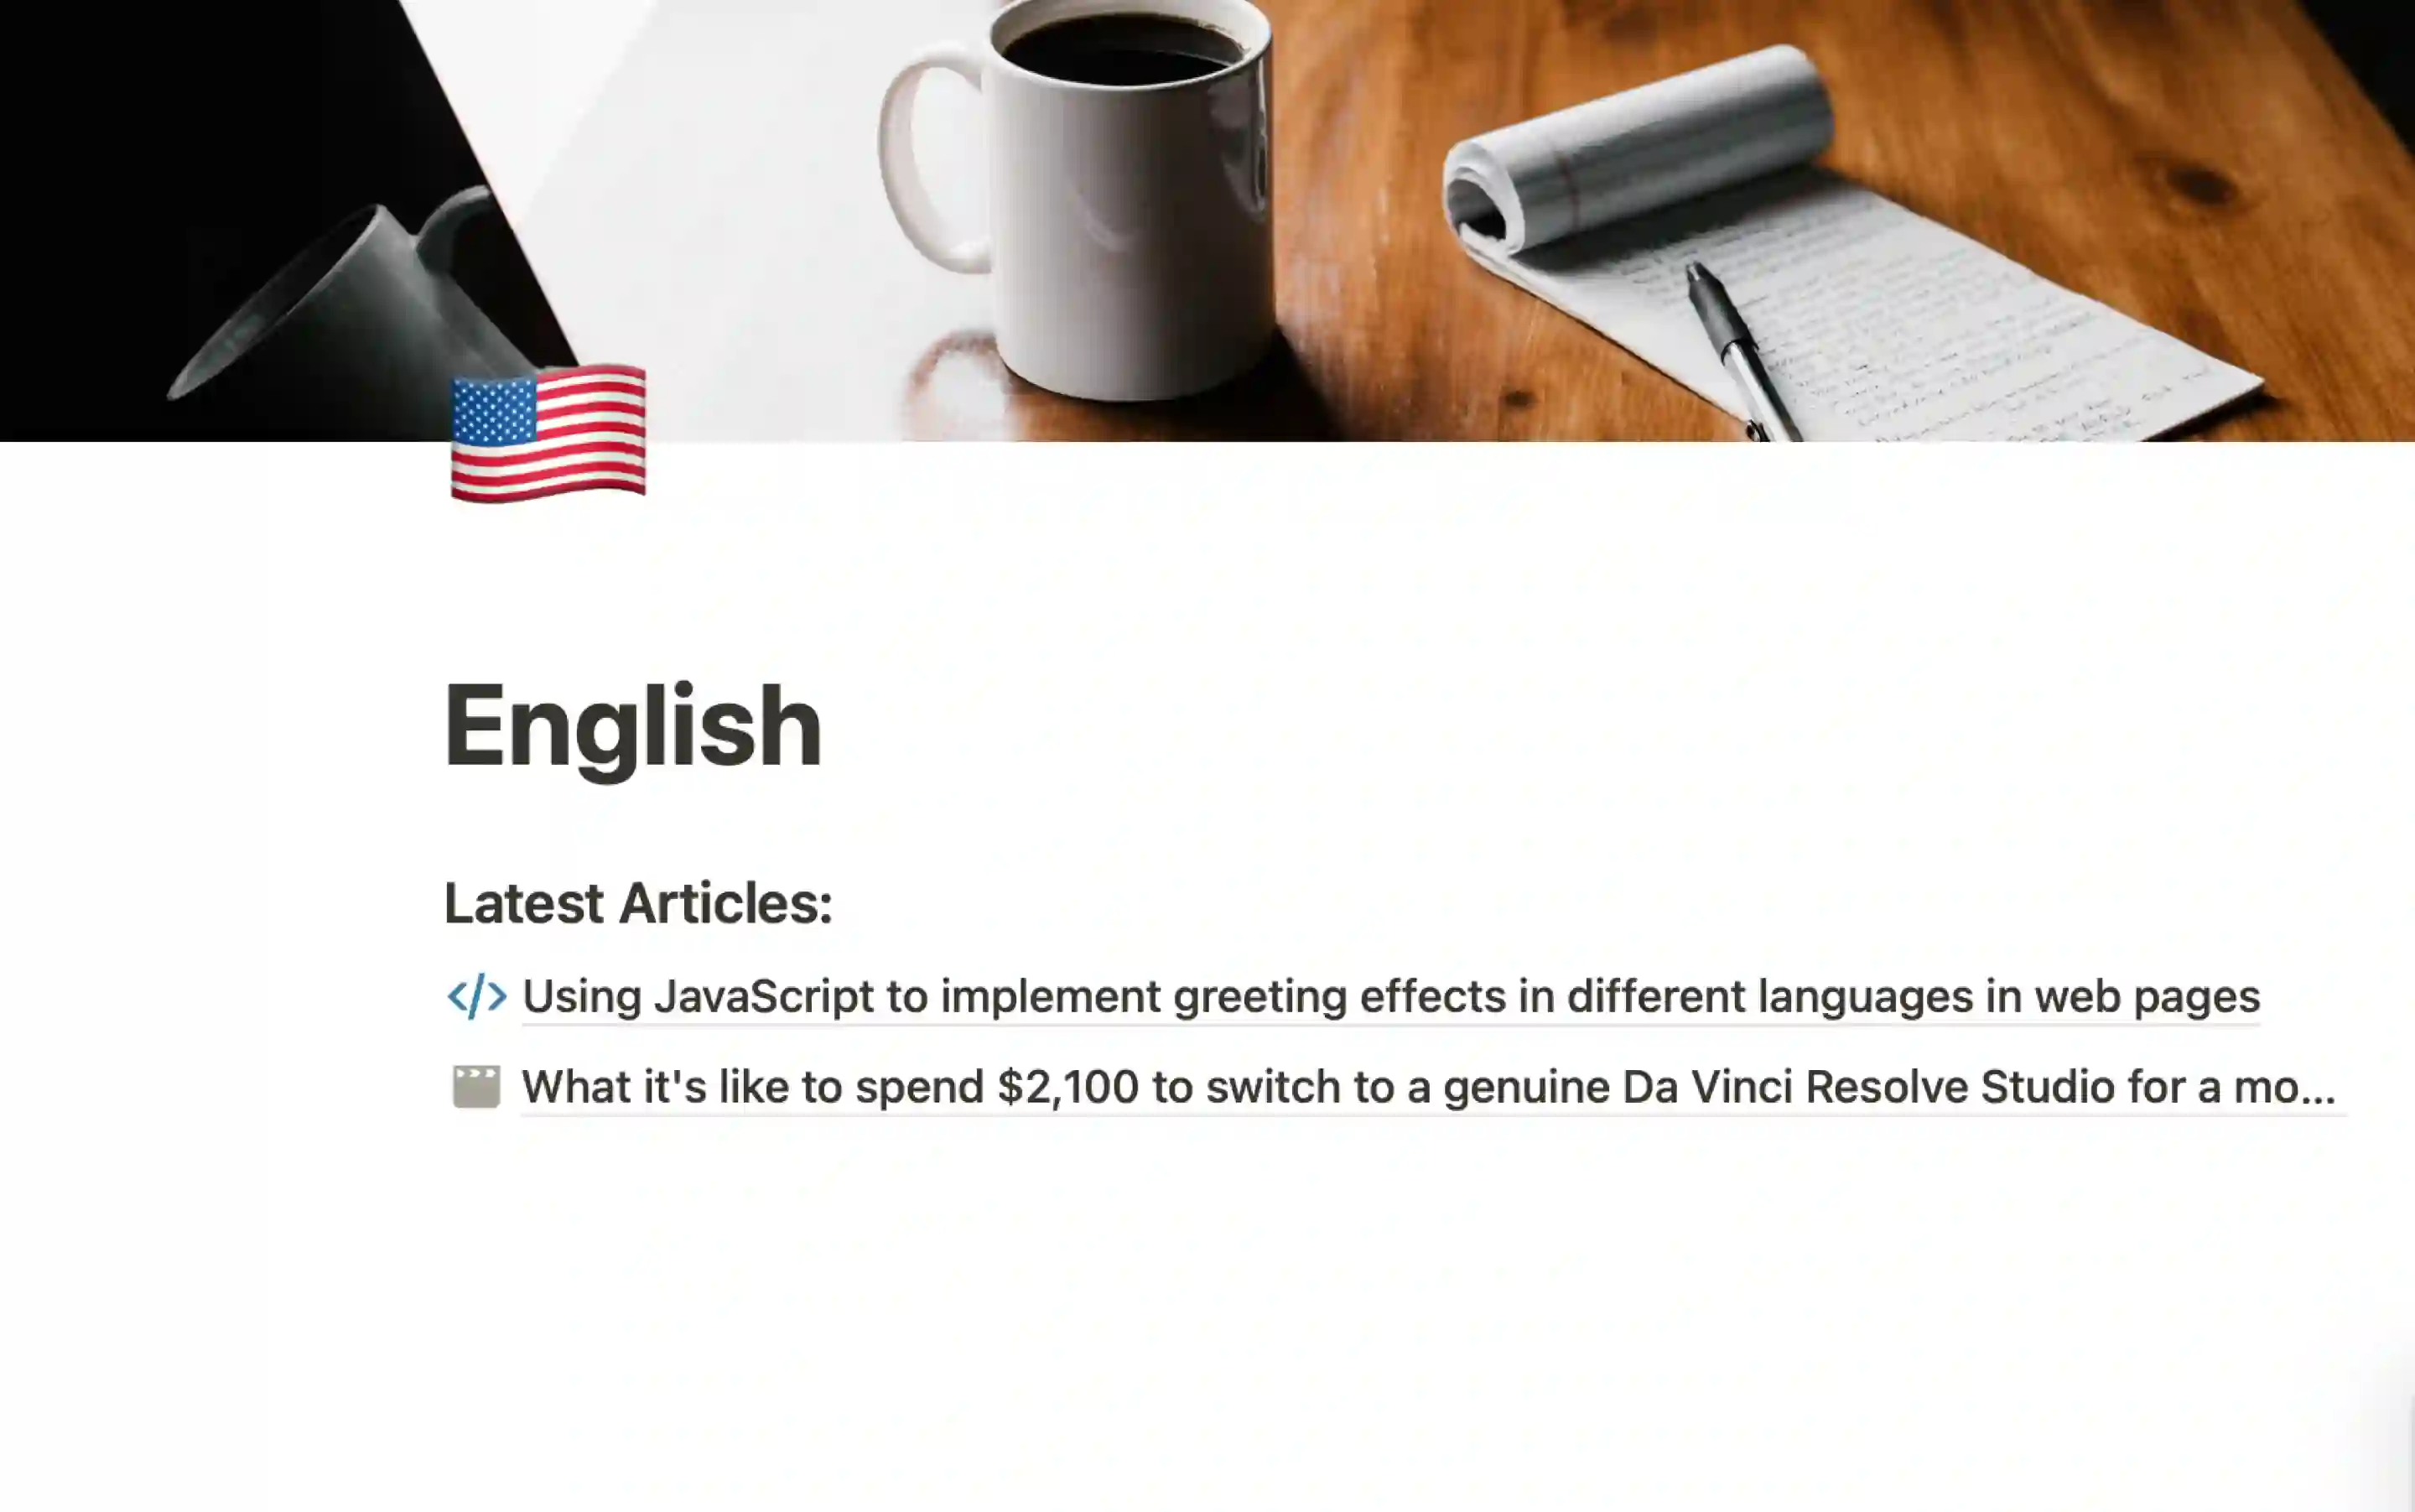 English
Latest Articles:
</> Using JavaScript to implement greeting effects in different languages in web pages
What it's like to spend $2,100 to switch to a genuine Da Vinci Resolve Studio for a mo...